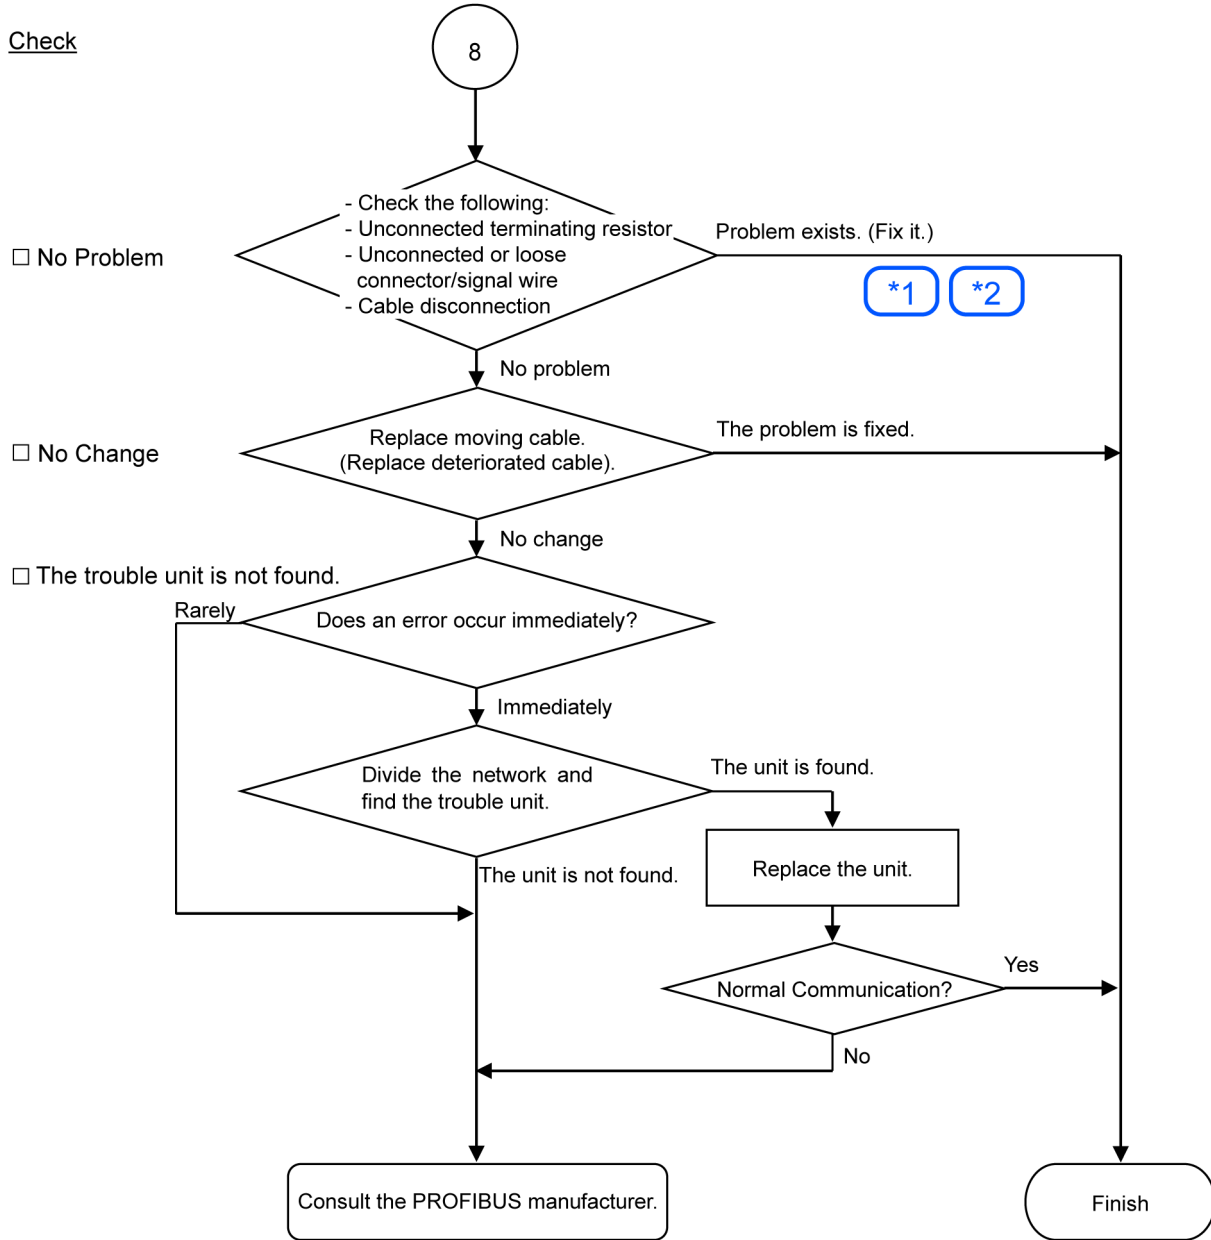 Check
8
- Check the following:
- Unconnected terminating resistor
- Unconnected or loose
connector/signal wire
- Cable disconnection
Problem exists. (Fix it.)
*1
*2
□ No Problem
No problem
Replace moving cable.
(Replace deteriorated cable).
The problem is fixed.
□ No Change
No change
□ The trouble unit is not found.
Rarely
Does an error occur immediately?
Immediately
Divide the network and
find the trouble unit.
The unit is found.
Replace the unit.
The unit is not found.
Normal Communication?
Yes
No
Consult the PROFIBUS manufacturer.
Finish